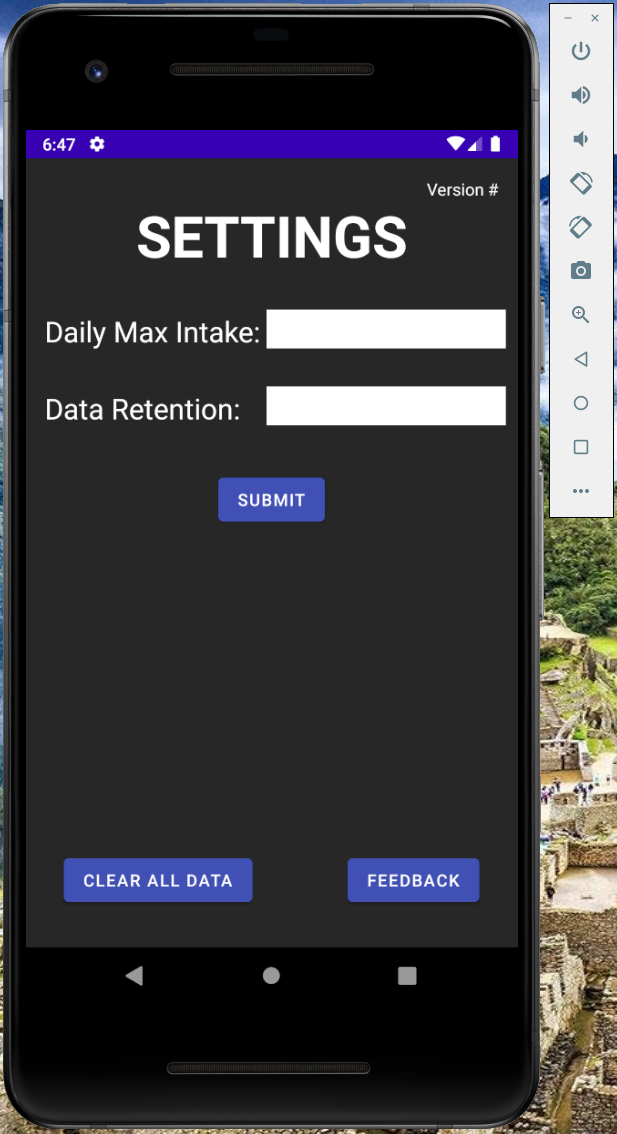 6:47
Version #
SETTINGS
Daily Max Intake:
Data Retention:
SUBMIT
CLEAR ALL DATA
FEEDBACK